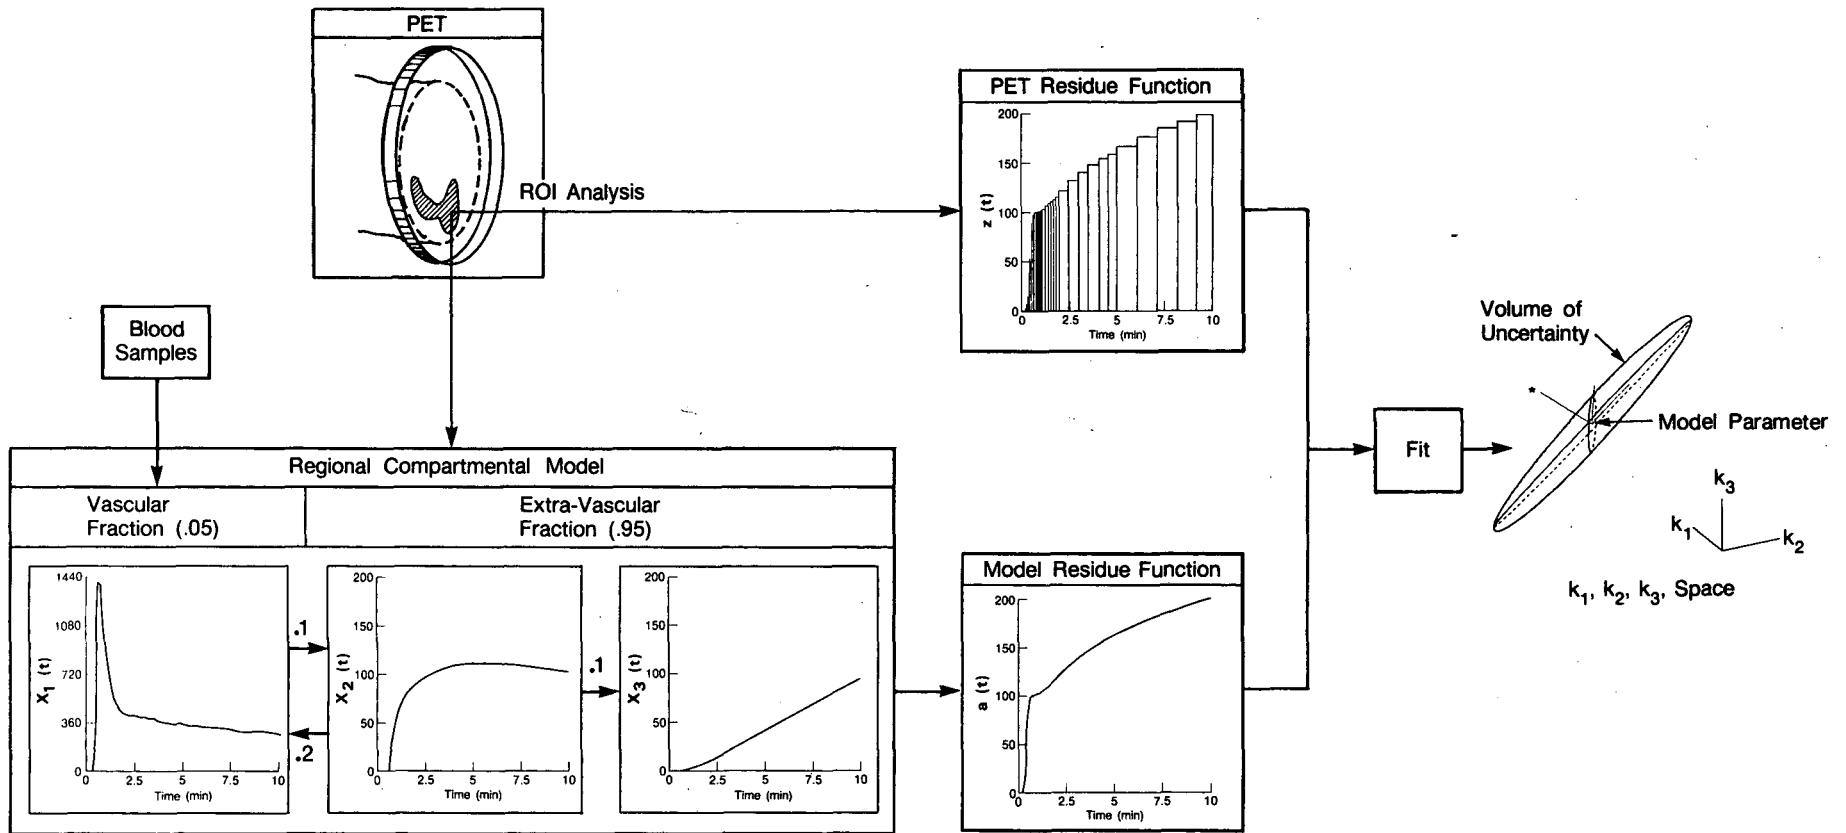 PET
ROI Analysis
PET Residue Function
200
150
100
50
0
z (t)
0 2.5 5 7.5 10
Time (min)
Blood
Samples
Volume of
Uncertainty
*
Model Parameter
Fit
k3
k1
k2
k1, k2, k3, Space
Regional Compartmental Model
Vascular
Fraction (.05)
Extra-Vascular
Fraction (.95)
1440
1080
720
360
0
X1 (t)
0 2.5 5 7.5 10
Time (min)
.1
.2
200
150
100
50
0
X2 (t)
0 2.5 5 7.5 10
Time (min)
.1
200
150
100
50
0
X3 (t)
0 2.5 5 7.5 10
Time (min)
Model Residue Function
200
150
100
50
0
a (t)
0 2.5 5 7.5 10
Time (min)